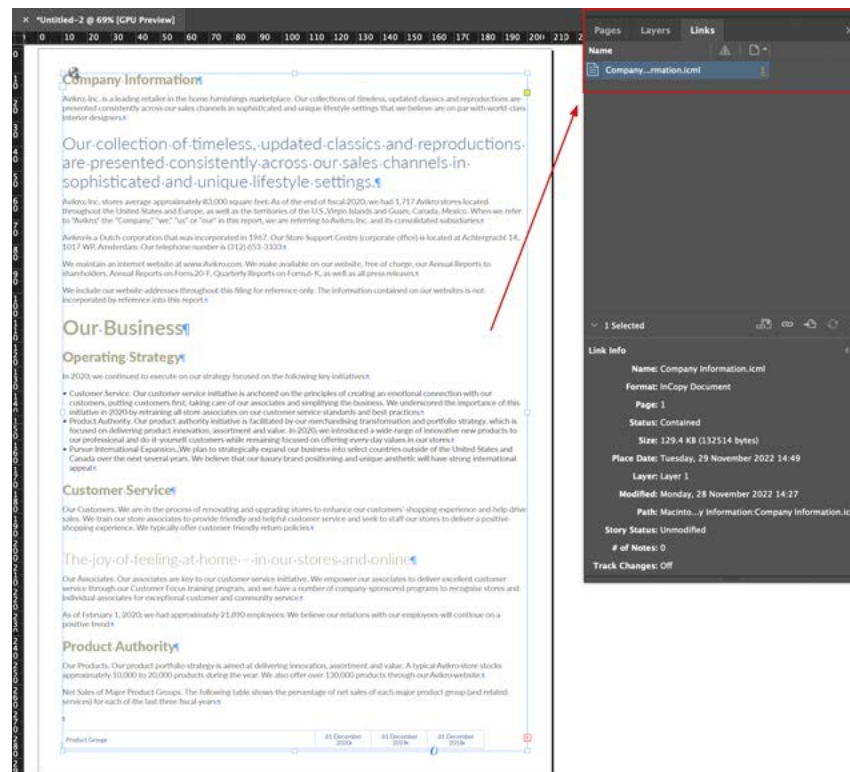 *Untitled-2 @ 69% [GPU Preview]
0 10 20 30 40 50 60 70 80 90 100 110 120 130 140 150 160 170 180 190 200 210
Company Information
Avikro, Inc. is a leading retailer in the home furnishings marketplace. Our collections of timeless, updated classics and reproductions are
presented consistently across our sales channels in sophisticated and unique lifestyle settings that we believe are on par with world-class
interior designers.
Our collection of timeless, updated classics and reproductions
are presented consistently across our sales channels in
sophisticated and unique lifestyle settings.
Avikro, Inc. stores average approximately 83,000 square feet. As of the end of fiscal 2020, we had 1,717 Avikro stores located
throughout the United States and Europe, as well as the territories of the U.S. Virgin Islands and Guam, Canada, Mexico. When we refer
to "Avikro," the "Company," "we," "us" or "our" in this report, we are referring to Avikro, Inc. and its consolidated subsidiaries.
Avikro is a Dutch corporation that was incorporated in 1967. Our Store Support Centre (corporate office) is located at Achtergracht 14,
1017 WP, Amsterdam. Our telephone number is (312) 653-3333
We maintain an internet website at www.Avikro.com. We make available on our website, free of charge, our Annual Reports to
shareholders, Annual Reports on Form 20-F, Quarterly Reports on Form 6-K, as well as all press releases.
We include our website addresses throughout this filing for reference only. The information contained on our websites is not
incorporated by reference into this report.
Our Business
Operating Strategy
In 2020, we continued to execute on our strategy focused on the following key initiatives
• Customer Service. Our customer service initiative is anchored on the principles of creating an emotional connection with our
customers, putting customers first, taking care of our associates and simplifying the business. We underscored the importance of this
initiative in 2020 by retraining all store associates on our customer service standards and best practices.
• Product Authority. Our product authority initiative is facilitated by our merchandising transformation and portfolio strategy, which is
focused on delivering product innovation, assortment and value. In 2020, we introduced a wide range of innovative new products to
our professional and do-it-yourself customers while remaining focused on offering every day values in our stores.
• Pursue International Expansion. We plan to strategically expand our business into select countries outside of the United States and
Canada over the next several years. We believe that our luxury brand positioning and unique aesthetic will have strong international
appeal
Customer Service
Our Customers. We are in the process of renovating and upgrading stores to enhance our customers' shopping experience and help drive
sales. We train our store associates to provide friendly and helpful customer service and seek to staff our stores to deliver a positive
shopping experience. We typically offer customer friendly return policies
The joy of feeling at home — in our stores and online
Our Associates. Our associates are key to our customer service initiative. We empower our associates to deliver excellent customer
service through our Customer Focus training program, and we have a number of company-sponsored programs to recognise stores and
individual associates for exceptional customer and community service
As of February 1, 2020; we had approximately 21,890 employees. We believe our relations with our employees will continue on a
positive trend
Product Authority
Our Products. Our product portfolio strategy is aimed at delivering innovation, assortment and value. A typical Avikro store stocks
approximately 10,000 to 20,000 products during the year. We also offer over 130,000 products through our Avikro website.
Net Sales of Major Product Groups. The following table shows the percentage of net sales of each major product group (and related
services) for each of the last three fiscal years
Product Groups
01 December 2020
01 December 2019
01 December 2018
Pages Layers Links
Name
Company...rmation.icml
1 Selected
Link Info
Name: Company Information.icml
Format: InCopy Document
Page: 1
Status: Contained
Size: 129.4 KB (132514 bytes)
Place Date: Tuesday, 29 November 2022 14:49
Layer: Layer 1
Modified: Monday, 28 November 2022 14:27
Path: Macinto...y Information:Company Information.ic
Story Status: Unmodified
# of Notes: 0
Track Changes: Off